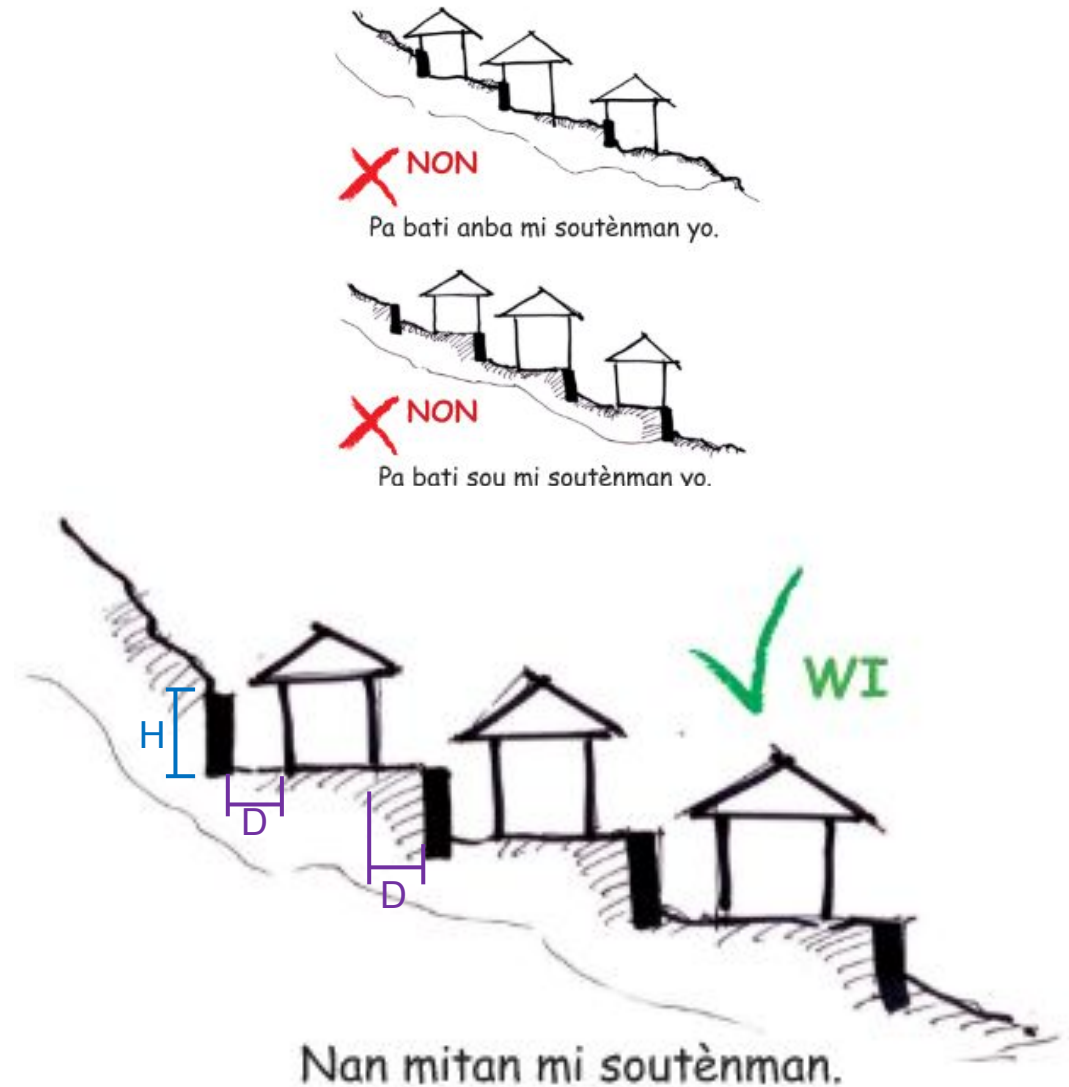 NON
Pa bati anba mi soutènman yo.
NON
Pa bati sou mi soutènman yo.
WI
H
D
D
Nan mitan mi soutènman.